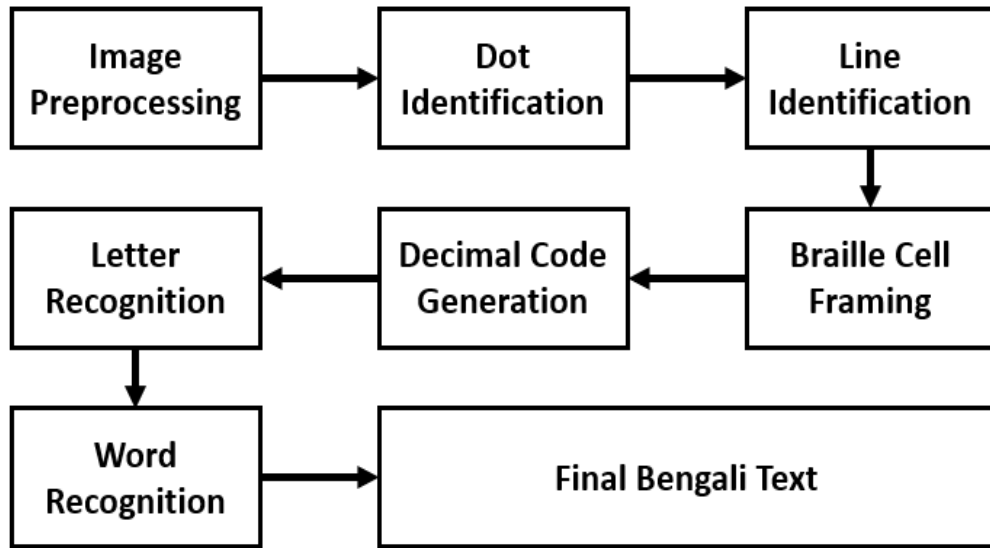 Image
Preprocessing
Dot
Identification
Line
Identification
Braille Cell
Framing
Decimal Code
Generation
Letter
Recognition
Word
Recognition
Final Bengali Text